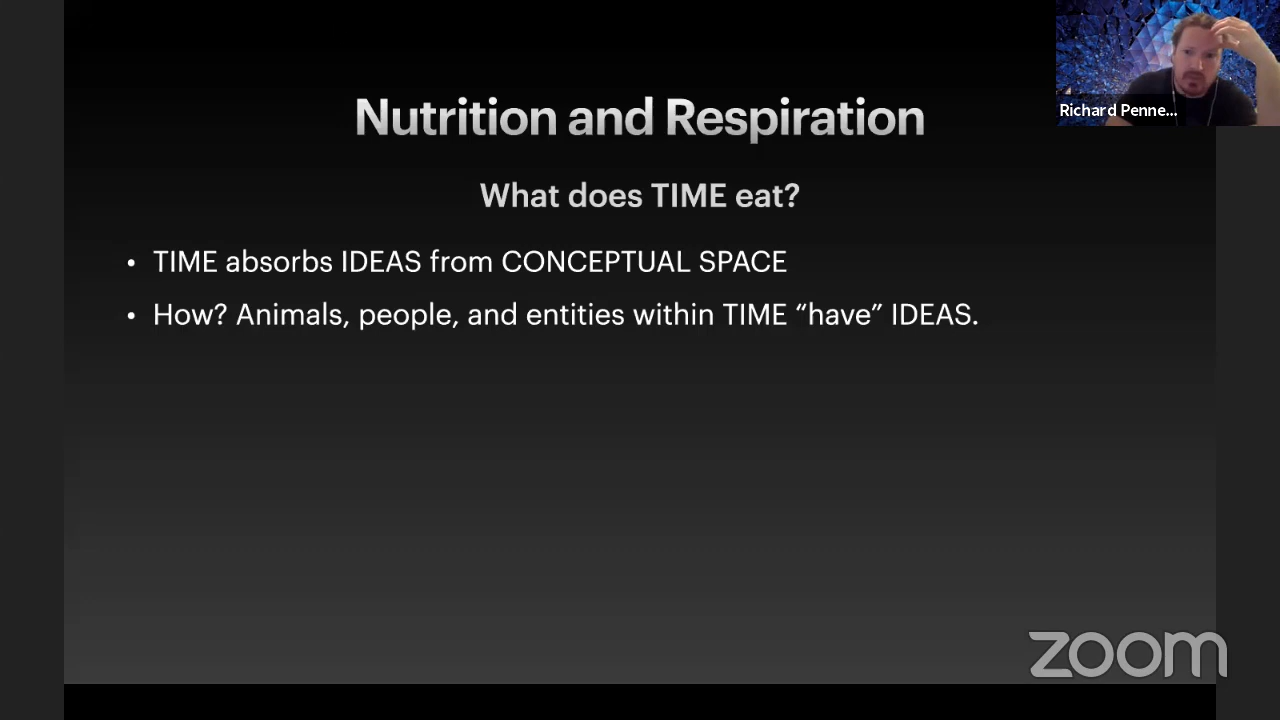 Nutrition and Respiration
Richard Penne...
What does TIME eat?
• TIME absorbs IDEAS from CONCEPTUAL SPACE
• How? Animals, people, and entities within TIME “have” IDEAS.
zoom